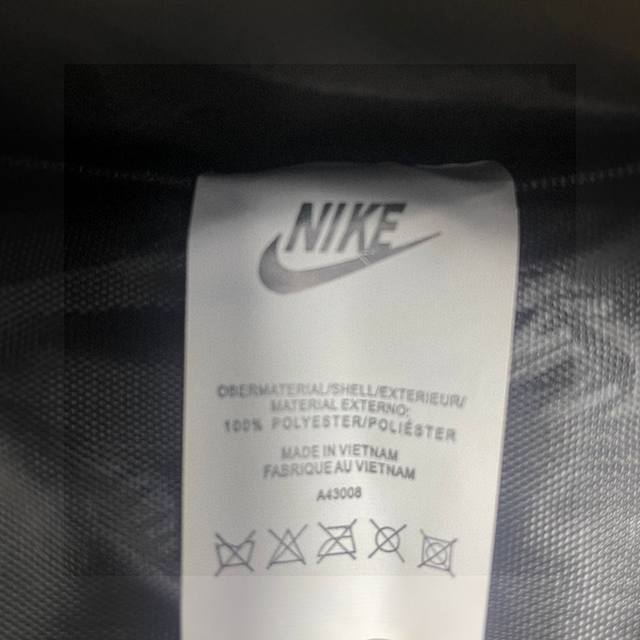 NIKE
OBERMATERIAL/SHELL/EXTERIEUR/
MATERIAL EXTERNO:
100% POLYESTER/POLIÉSTER
MADE IN VIETNAM
FABRIQUE AU VIETNAM
A43008